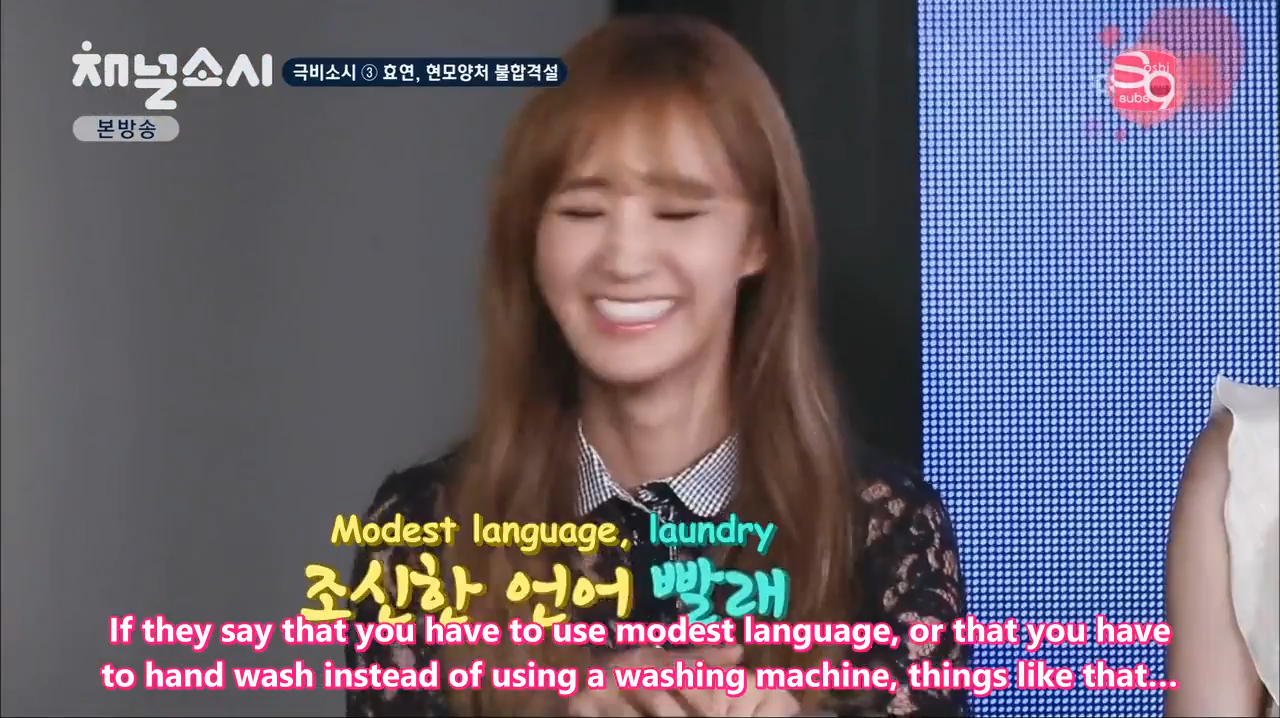 채널소시
극비소시 ③ 효연, 현모양처 불합격설
본방송
Soshi
subs9
Modest language, laundry
조신한 언어 빨래
If they say that you have to use modest language, or that you have
to hand wash instead of using a washing machine, things like that...